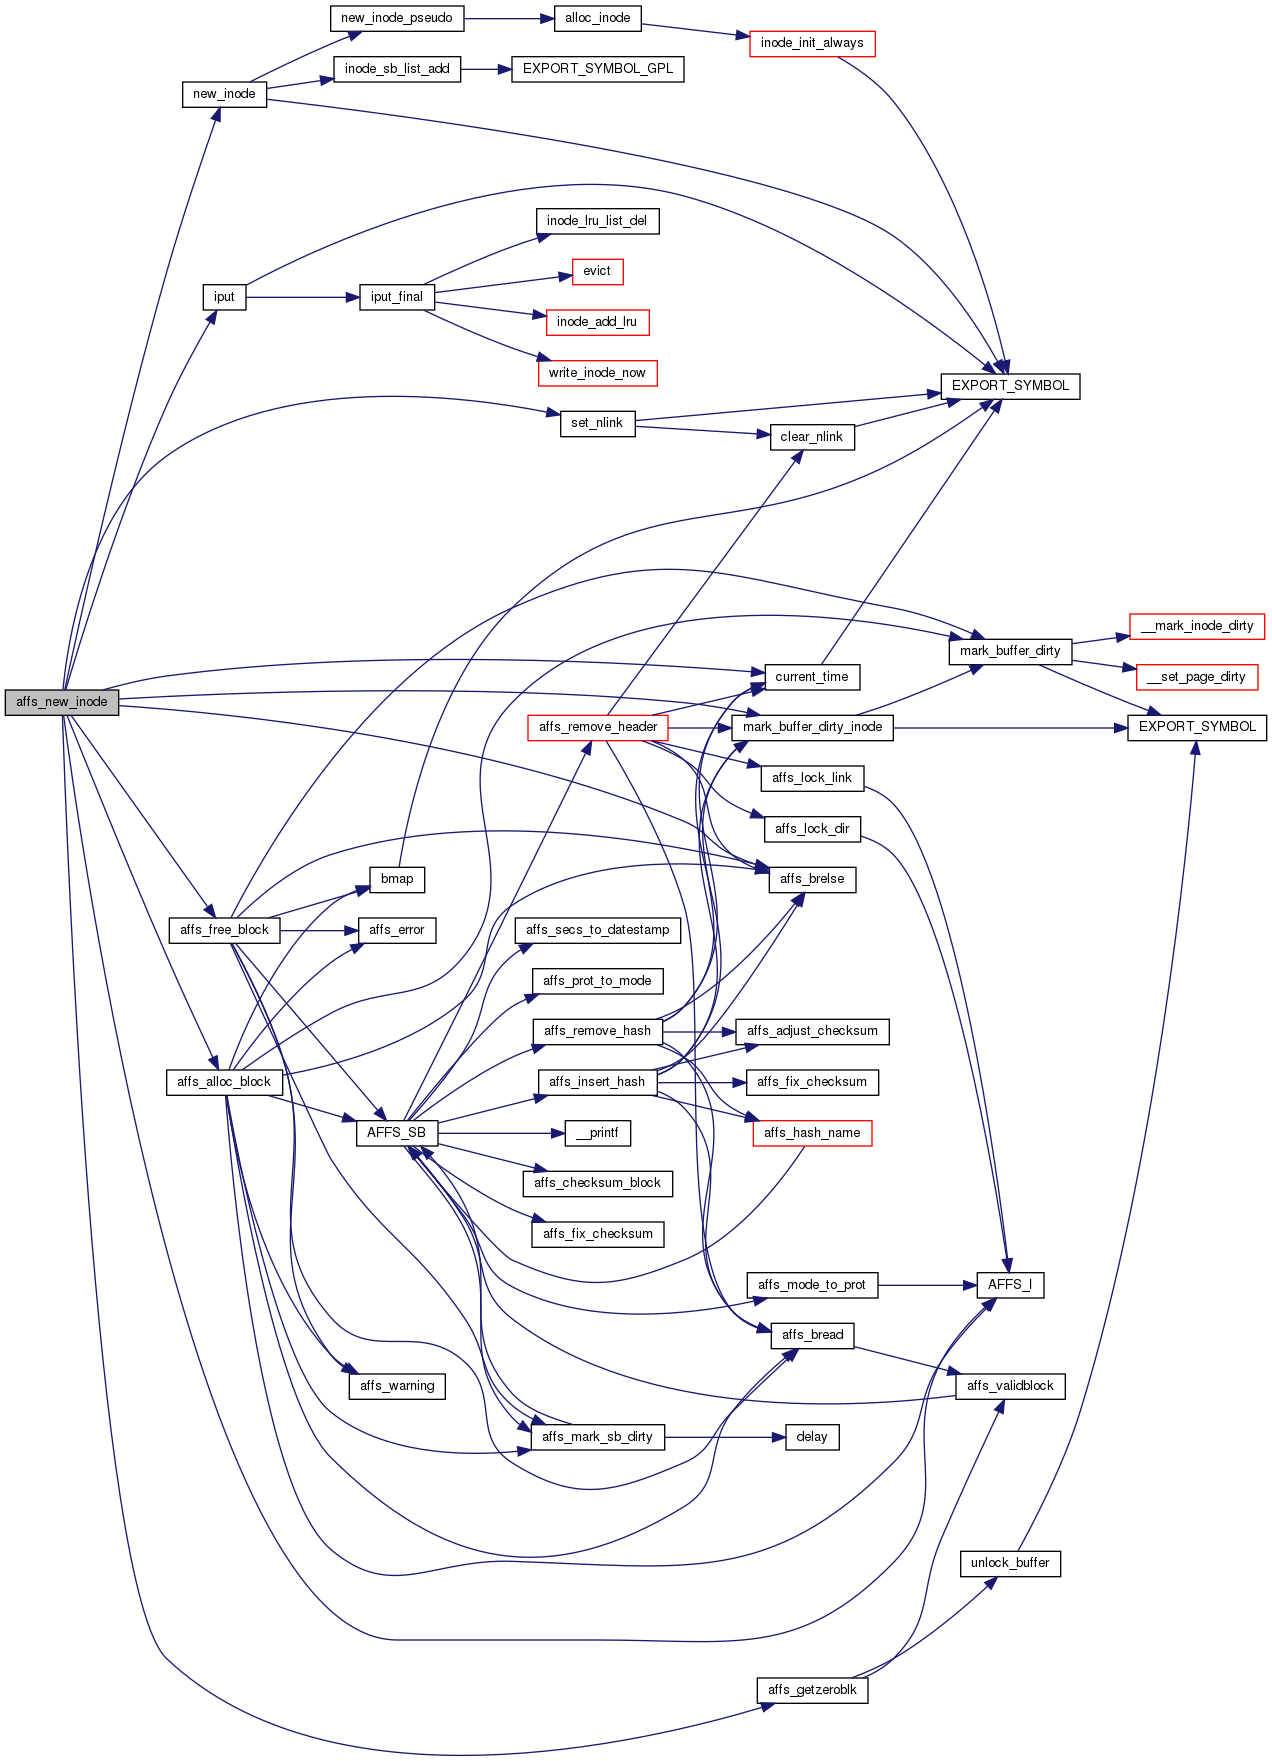 new_inode_pseudo
alloc_inode
inode_init_always
inode_sb_list_add
EXPORT_SYMBOL_GPL
new_inode
inode_lru_list_del
evict
iput
iput_final
inode_add_lru
write_inode_now
EXPORT_SYMBOL
set_nlink
clear_nlink
__mark_inode_dirty
mark_buffer_dirty
current_time
__set_page_dirty
affs_new_inode
affs_remove_header
mark_buffer_dirty_inode
EXPORT_SYMBOL
affs_lock_link
affs_lock_dir
bmap
affs_brelse
affs_free_block
affs_error
affs_secs_to_datestamp
affs_prot_to_mode
affs_remove_hash
affs_adjust_checksum
affs_alloc_block
affs_insert_hash
affs_fix_checksum
AFFS_SB
__printf
affs_hash_name
affs_checksum_block
affs_fix_checksum
affs_mode_to_prot
AFFS_I
affs_bread
affs_warning
affs_validblock
affs_mark_sb_dirty
delay
unlock_buffer
affs_getzeroblk